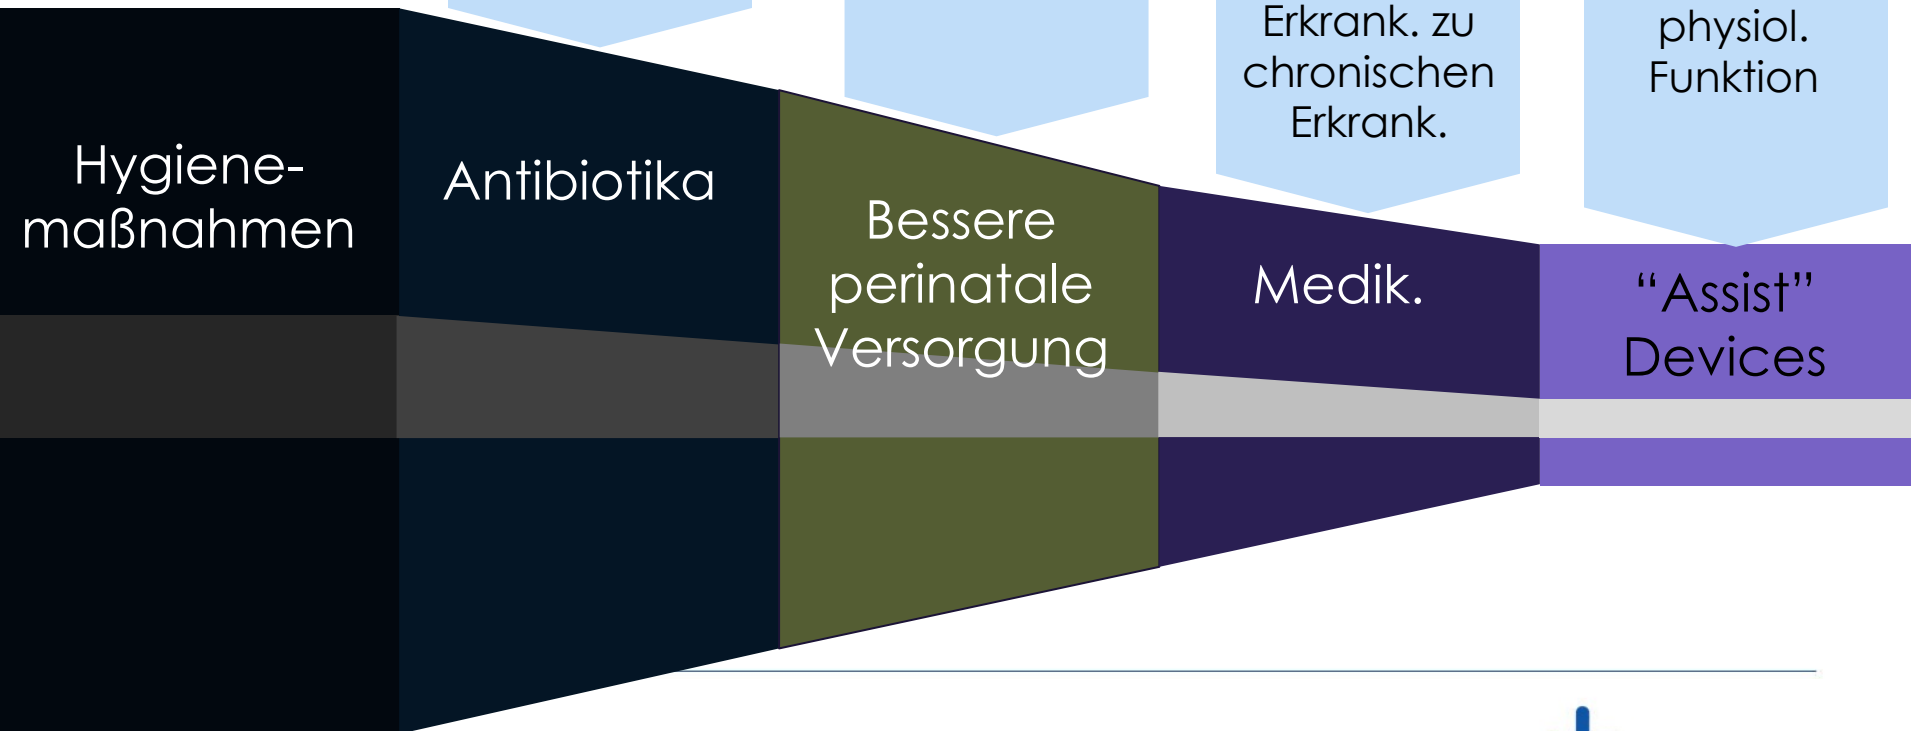 Erkrank. zu
chronischen
Erkrank.
physiol.
Funktion
Hygiene-
maßnahmen
Antibiotika
Bessere
perinatale
Versorgung
Medik.
“Assist”
Devices